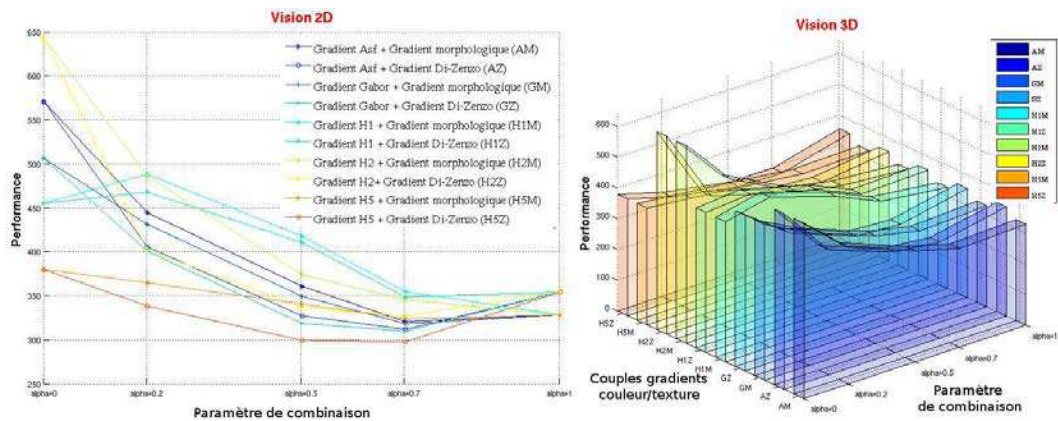 Vision 2D
650
600
550
500
450
400
350
300
250
Performance
Gradient Asf + Gradient morphologique (AM)
Gradient Asf + Gradient Di-Zenzo (AZ)
Gradient Gabor + Gradient morphologique (GM)
Gradient Gabor + Gradient Di-Zenzo (GZ)
Gradient H1 + Gradient morphologique (H1M)
Gradient H1 + Gradient Di-Zenzo (H1Z)
Gradient H2 + Gradient morphologique (H2M)
Gradient H2+ Gradient Di-Zenzo (H2Z)
Gradient H5 + Gradient morphologique (H5M)
Gradient H5 + Gradient Di-Zenzo (H5Z)
alpha=0
alpha=0.2
alpha=0.5
alpha=0.7
alpha=1
Paramètre de combinaison
Vision 3D
600
500
400
300
200
100
0
Performance
AM
AZ
GM
GZ
H1M
H1Z
H2M
H2Z
H5M
H5Z
H5Z
H5M
H2Z
H2M
H1Z
H1M
GZ
GM
AZ
AM
alpha=0
alpha=0.2
alpha=0.5
alpha=0.7
alpha=1
Couples gradients
couleur/texture
Paramètre
de combinaison